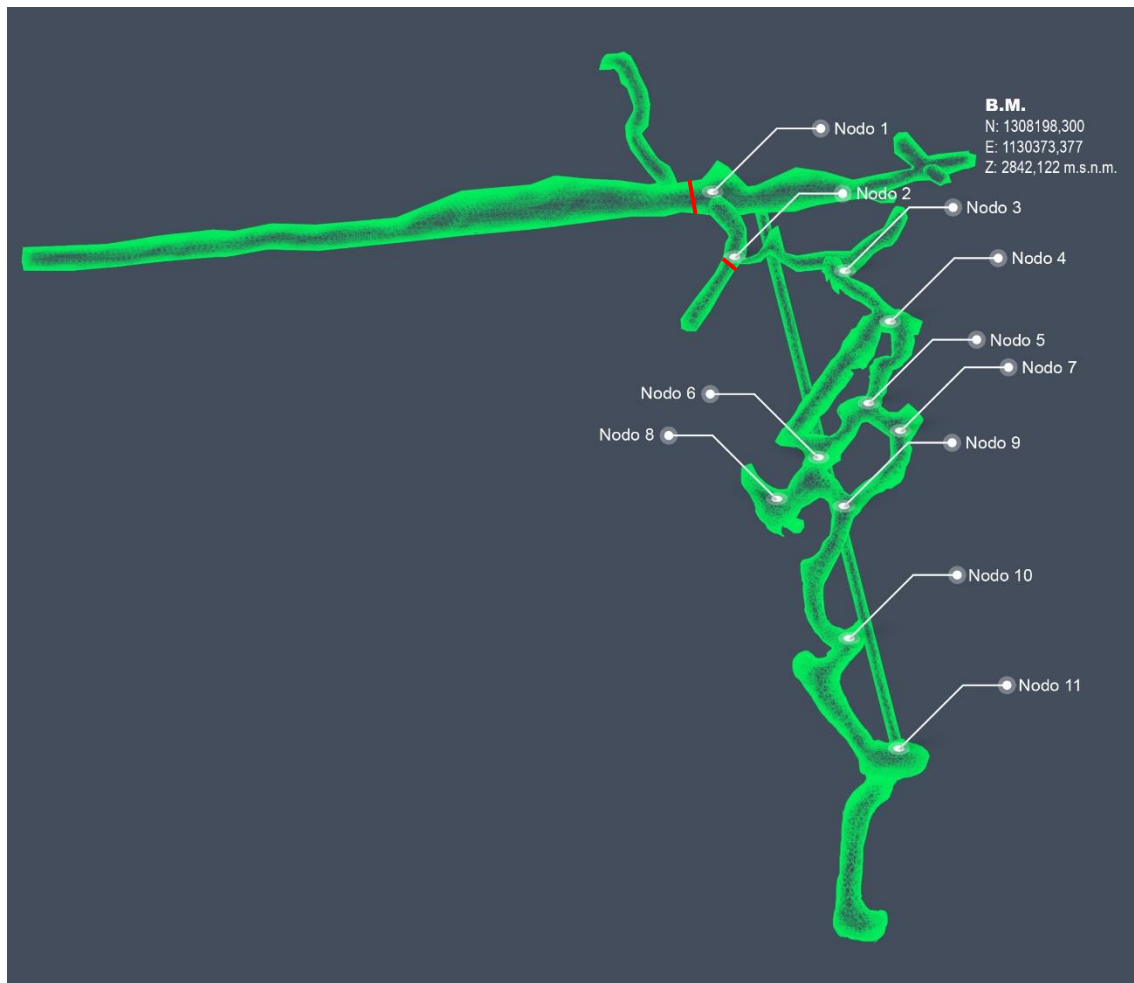 B.M.
N: 1308198,300
E: 1130373,377
Z: 2842,122 m.s.n.m.
Nodo 1
Nodo 2
Nodo 3
Nodo 4
Nodo 5
Nodo 7
Nodo 6
Nodo 8
Nodo 9
Nodo 10
Nodo 11